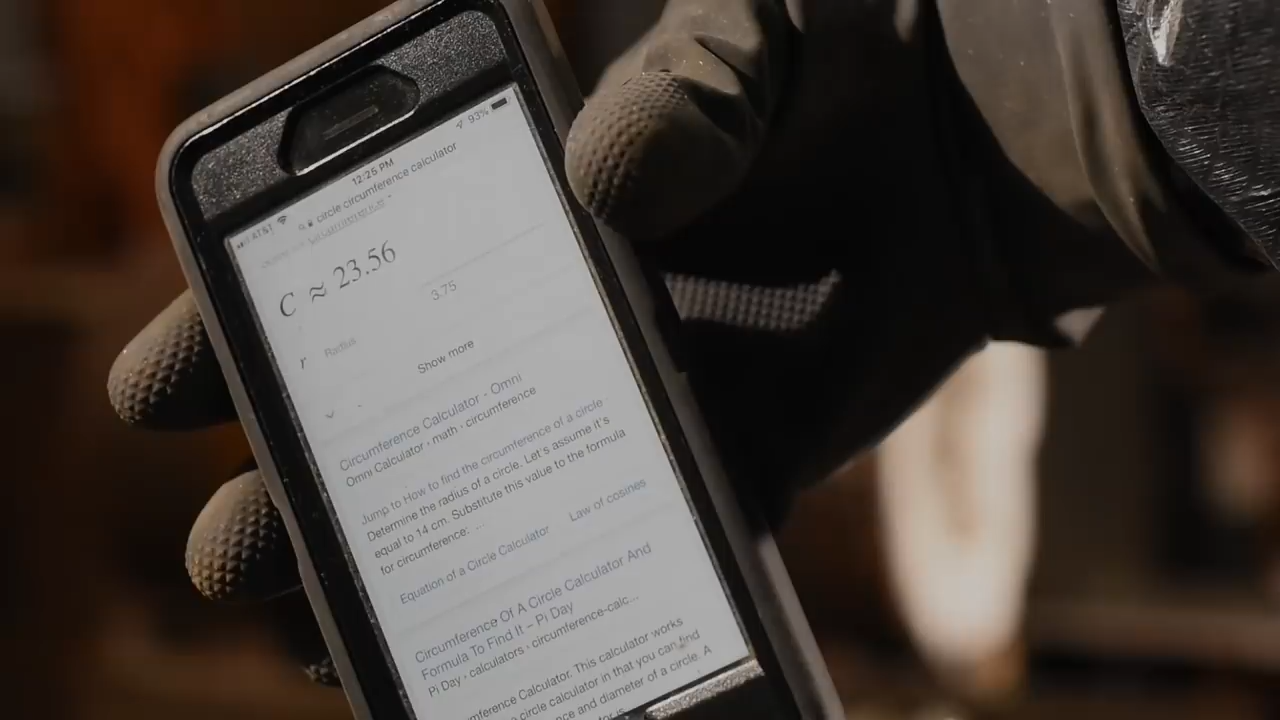 AT&T 12:25 PM 93%
circle circumference calculator
C ≈ 23.56
r Radius 3.75
Show more
Circumference Calculator - Omni
Omni Calculator › math › circumference
Jump to How to find the circumference of a circle
Determine the radius of a circle. Let's assume it's
equal to 14 cm. Substitute this value to the formula
for circumference: ...
Equation of a Circle Calculator Law of cosines
Circumference Of A Circle Calculator And
Formula To Find It – Pi Day
Pi Day › calculators › circumference-calc...
mference Calculator. This calculator works
e circle calculator in that you can find
nce and diameter of a circle. A